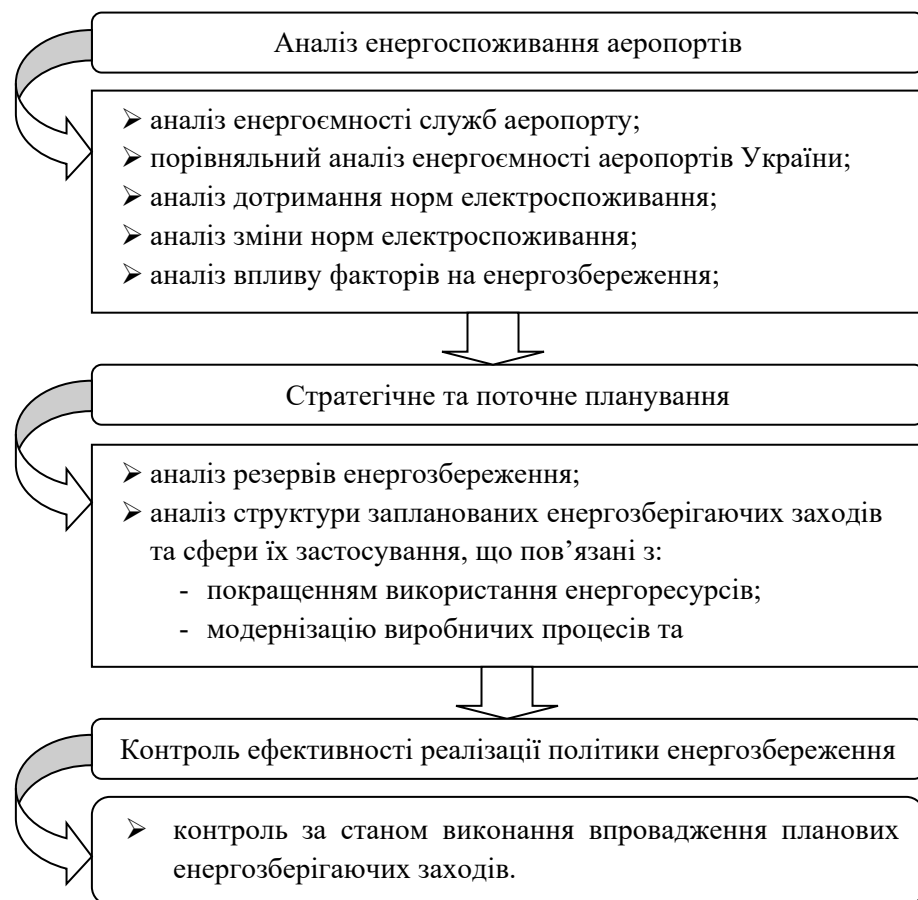 Аналіз енергоспоживання аеропортів
➢ аналіз енергоємності служб аеропорту;
➢ порівняльний аналіз енергоємності аеропортів України;
➢ аналіз дотримання норм електроспоживання;
➢ аналіз зміни норм електроспоживання;
➢ аналіз впливу факторів на енергозбереження;
Стратегічне та поточне планування
➢ аналіз резервів енергозбереження;
➢ аналіз структури запланованих енергозберігаючих заходів
та сфери їх застосування, що пов’язані з:
- покращенням використання енергоресурсів;
- модернізацію виробничих процесів та
Контроль ефективності реалізації політики енергозбереження
➢ контроль за станом виконання впровадження планових
енергозберігаючих заходів.